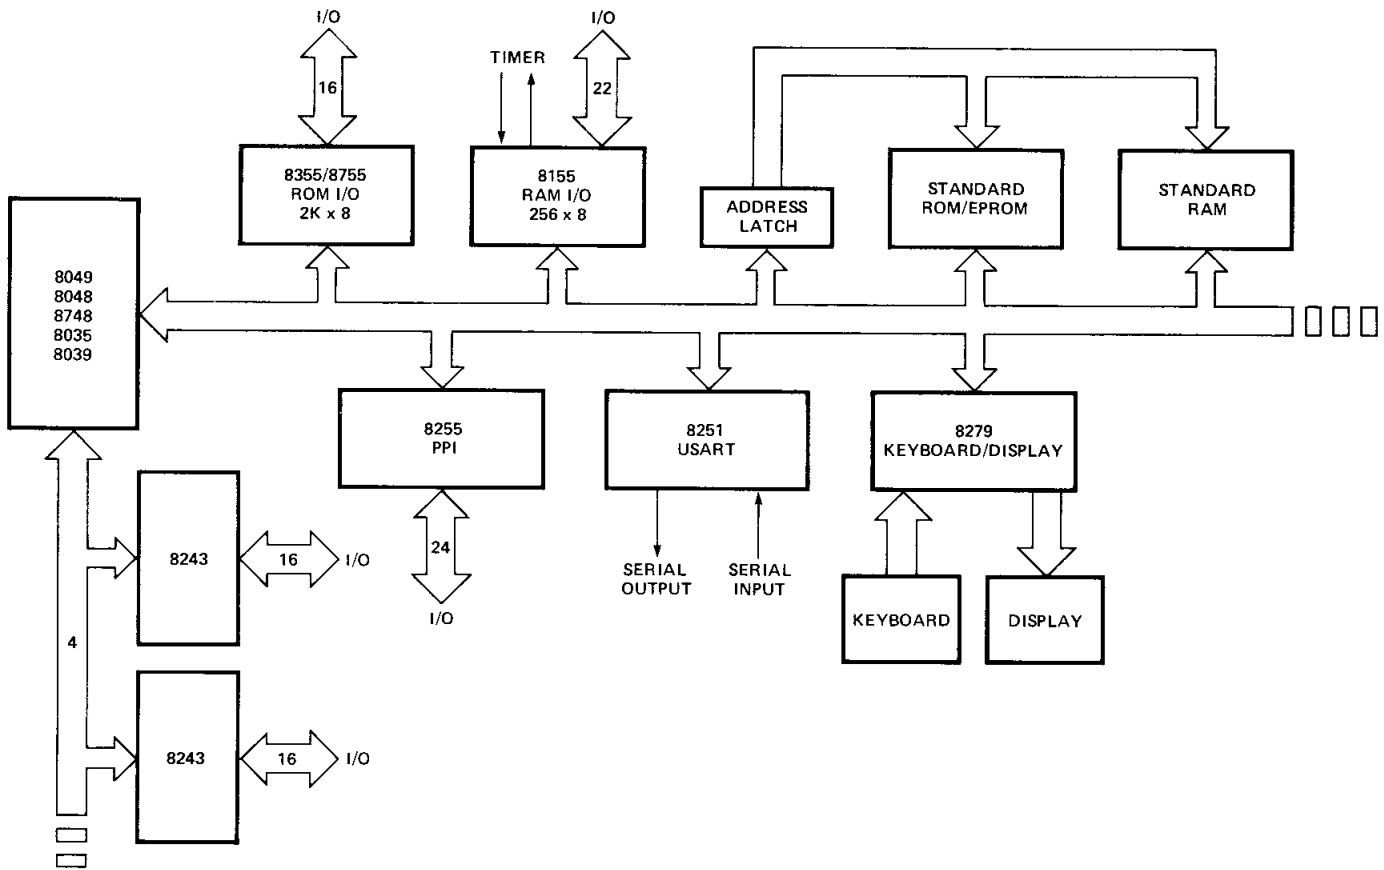 I/O
16
8355/8755
ROM I/O
2K x 8
TIMER
I/O
22
8155
RAM I/O
256 x 8
ADDRESS
LATCH
STANDARD
ROM/EPROM
STANDARD
RAM
8049
8048
8748
8035
8039
8255
PPI
24
I/O
8251
USART
SERIAL
OUTPUT
SERIAL
INPUT
8279
KEYBOARD/DISPLAY
KEYBOARD
DISPLAY
4
8243
16
I/O
8243
16
I/O